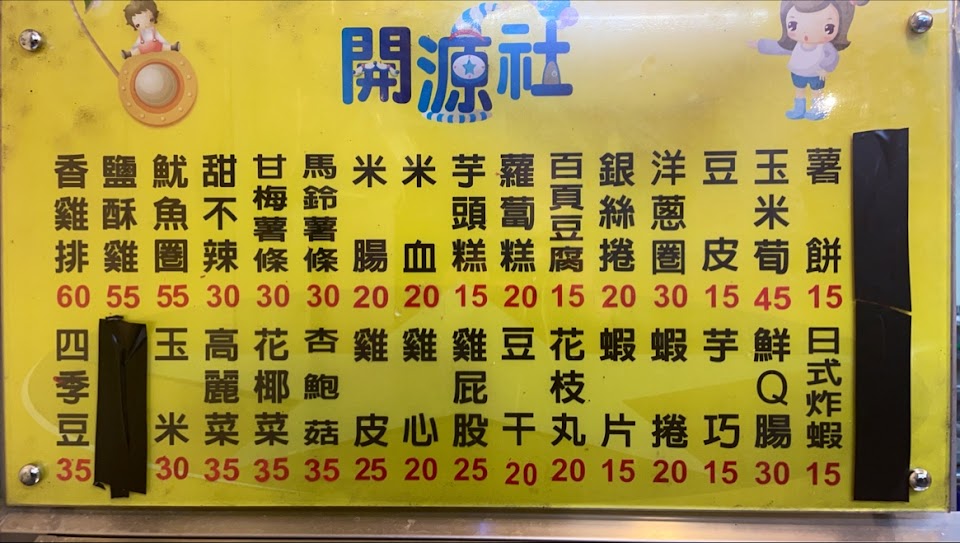 開源社
香雞排 60
鹽酥雞 55
魷魚圈 55
甜不辣 30
甘梅薯條 30
馬鈴薯條 30
米腸 20
米血 20
芋頭糕 15
蘿蔔糕 20
百頁豆腐 15
銀絲捲 20
洋蔥圈 30
豆皮 15
玉米荀 45
薯餅 15
四季豆 35
玉米 30
高麗菜 35
花椰菜 35
杏鮑菇 35
雞皮 25
雞心 20
雞屁股 25
豆干 20
花枝丸 20
蝦片 15
蝦捲 20
芋巧 15
鮮Q腸 30
日式炸蝦 15